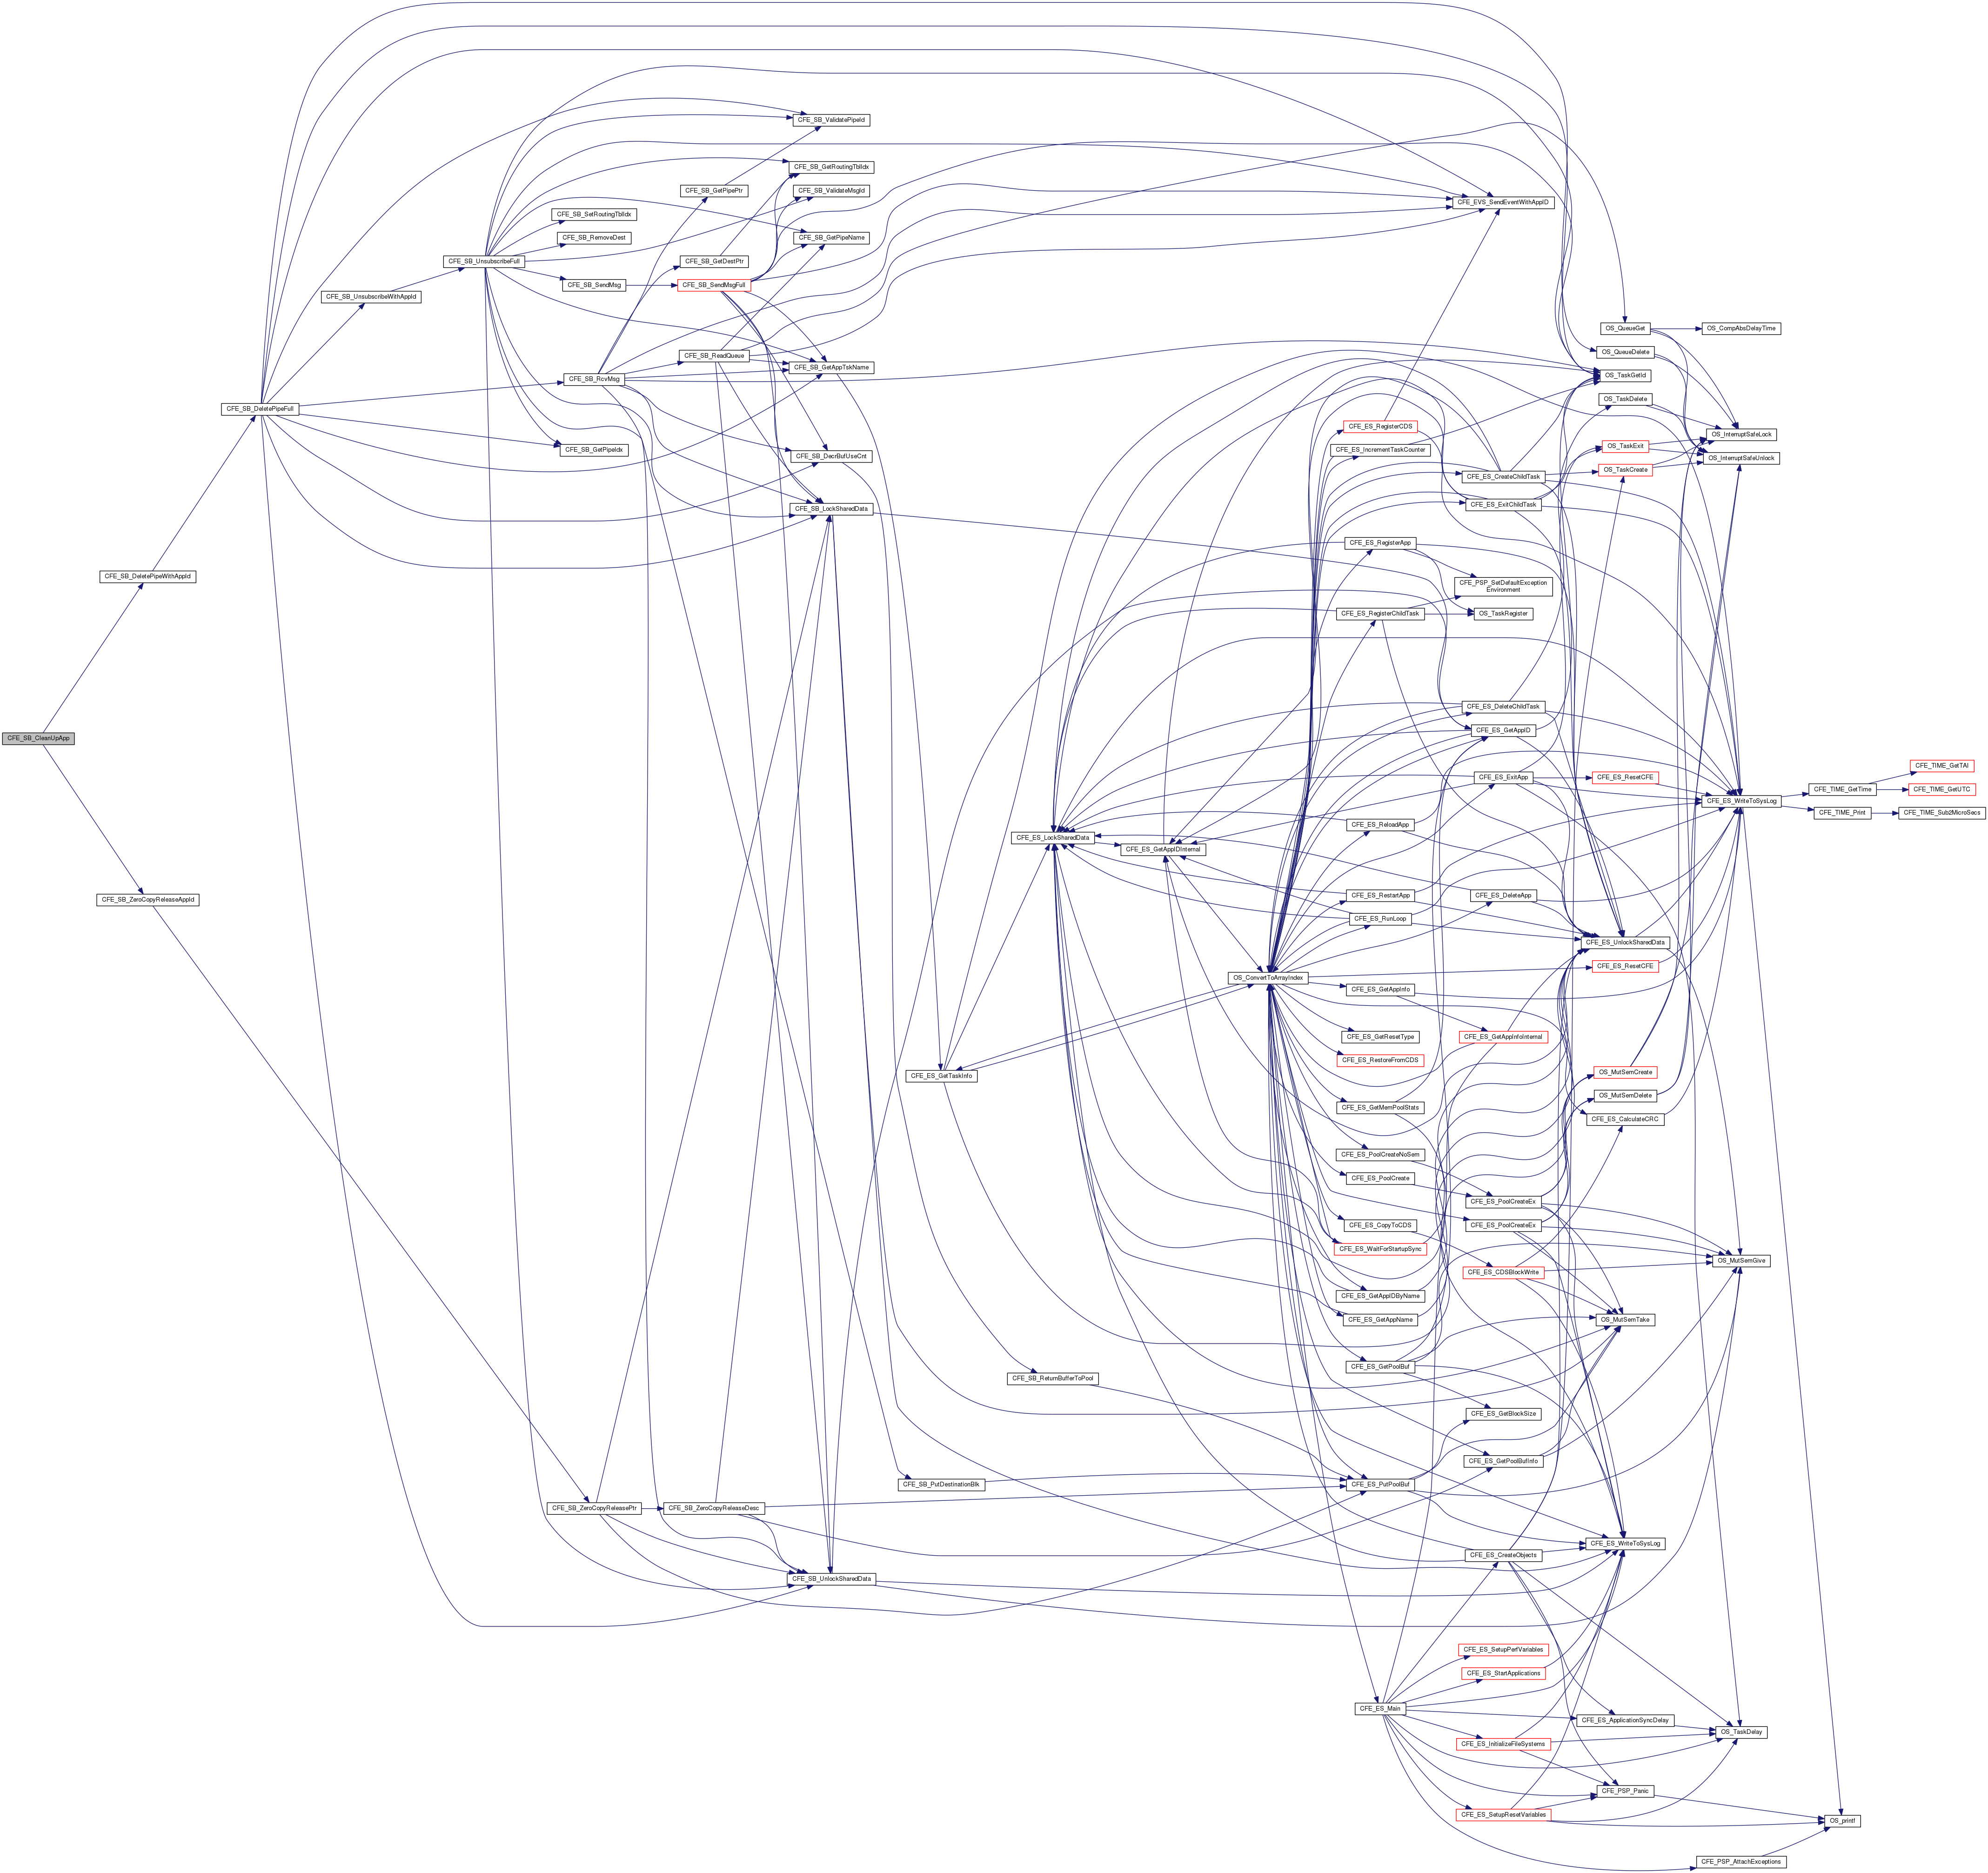 CFE_SB_ValidatePipeId
CFE_SB_GetRoutingTblIdx
CFE_SB_GetPipePtr
CFE_SB_ValidateMsgId
CFE_EVS_SendEventWithAppID
CFE_SB_SetRoutingTblIdx
CFE_SB_RemoveDest
CFE_SB_GetPipeName
CFE_SB_UnsubscribeFull
CFE_SB_GetDestPtr
CFE_SB_SendMsg
CFE_SB_SendMsgFull
CFE_SB_UnsubscribeWithAppId
OS_QueueGet
OS_CompAbsDelayTime
OS_QueueDelete
CFE_SB_ReadQueue
CFE_SB_GetAppTskName
CFE_SB_RcvMsg
OS_TaskGetId
OS_TaskDelete
CFE_SB_DeletePipeFull
CFE_ES_RegisterCDS
OS_InterruptSafeLock
CFE_SB_GetPipeIdx
CFE_ES_IncrementTaskCounter
OS_TaskExit
CFE_SB_DecrBufUseCnt
OS_InterruptSafeUnlock
OS_TaskCreate
CFE_ES_CreateChildTask
CFE_SB_LockSharedData
CFE_ES_ExitChildTask
CFE_ES_RegisterApp
CFE_SB_DeletePipeWithAppId
CFE_PSP_SetDefaultException
Environment
CFE_ES_RegisterChildTask
OS_TaskRegister
CFE_ES_DeleteChildTask
CFE_ES_GetAppID
CFE_SB_CleanUpApp
CFE_TIME_GetTAI
CFE_ES_ExitApp
CFE_ES_ResetCFE
CFE_TIME_GetTime
CFE_TIME_GetUTC
CFE_ES_WriteToSysLog
CFE_TIME_Print
CFE_TIME_Sub2MicroSecs
CFE_ES_ReloadApp
CFE_ES_LockSharedData
CFE_ES_GetAppIDInternal
CFE_ES_RestartApp
CFE_ES_DeleteApp
CFE_SB_ZeroCopyReleaseAppId
CFE_ES_RunLoop
CFE_ES_UnlockSharedData
CFE_ES_ResetCFE
OS_ConvertToArrayIndex
CFE_ES_GetAppInfo
CFE_ES_GetResetType
CFE_ES_GetAppInfoInternal
CFE_ES_RestoreFromCDS
CFE_ES_GetTaskInfo
OS_MutSemCreate
OS_MutSemDelete
CFE_ES_GetMemPoolStats
CFE_ES_CalculateCRC
CFE_ES_PoolCreateNoSem
CFE_ES_PoolCreate
CFE_ES_PoolCreateEx
CFE_ES_CopyToCDS
CFE_ES_PoolCreateEx
CFE_ES_WaitForStartupSync
OS_MutSemGive
CFE_ES_CDSBlockWrite
CFE_ES_GetAppIDByName
CFE_ES_GetAppName
OS_MutSemTake
CFE_ES_GetPoolBuf
CFE_SB_ReturnBufferToPool
CFE_ES_GetBlockSize
CFE_ES_GetPoolBufInfo
CFE_SB_PutDestinationBlk
CFE_ES_PutPoolBuf
CFE_SB_ZeroCopyReleasePtr
CFE_SB_ZeroCopyReleaseDesc
CFE_ES_WriteToSysLog
CFE_ES_CreateObjects
CFE_SB_UnlockSharedData
CFE_ES_SetupPerfVariables
CFE_ES_StartApplications
CFE_ES_Main
CFE_ES_ApplicationSyncDelay
OS_TaskDelay
CFE_ES_InitializeFileSystems
CFE_PSP_Panic
CFE_ES_SetupResetVariables
OS_printf
CFE_PSP_AttachExceptions